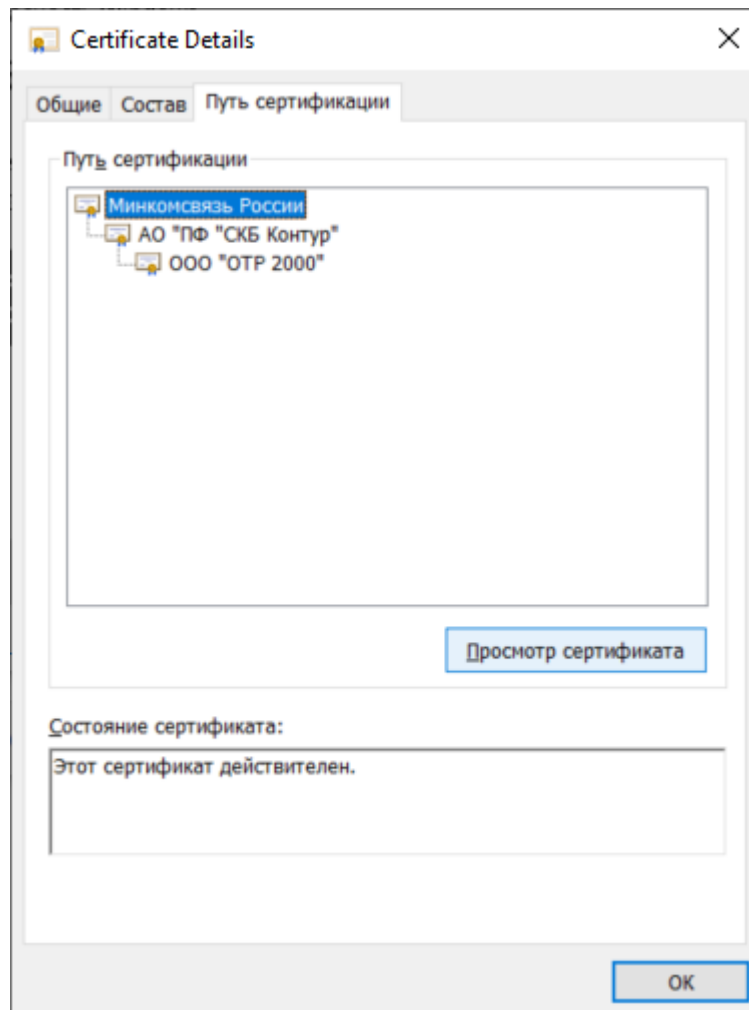 Certificate Details
Общие Состав Путь сертификации
Путь сертификации
Минкомсвязь России
АО "ПФ "СКБ Контур"
ООО "ОТР 2000"
Просмотр сертификата
Состояние сертификата:
Этот сертификат действителен.
ОК